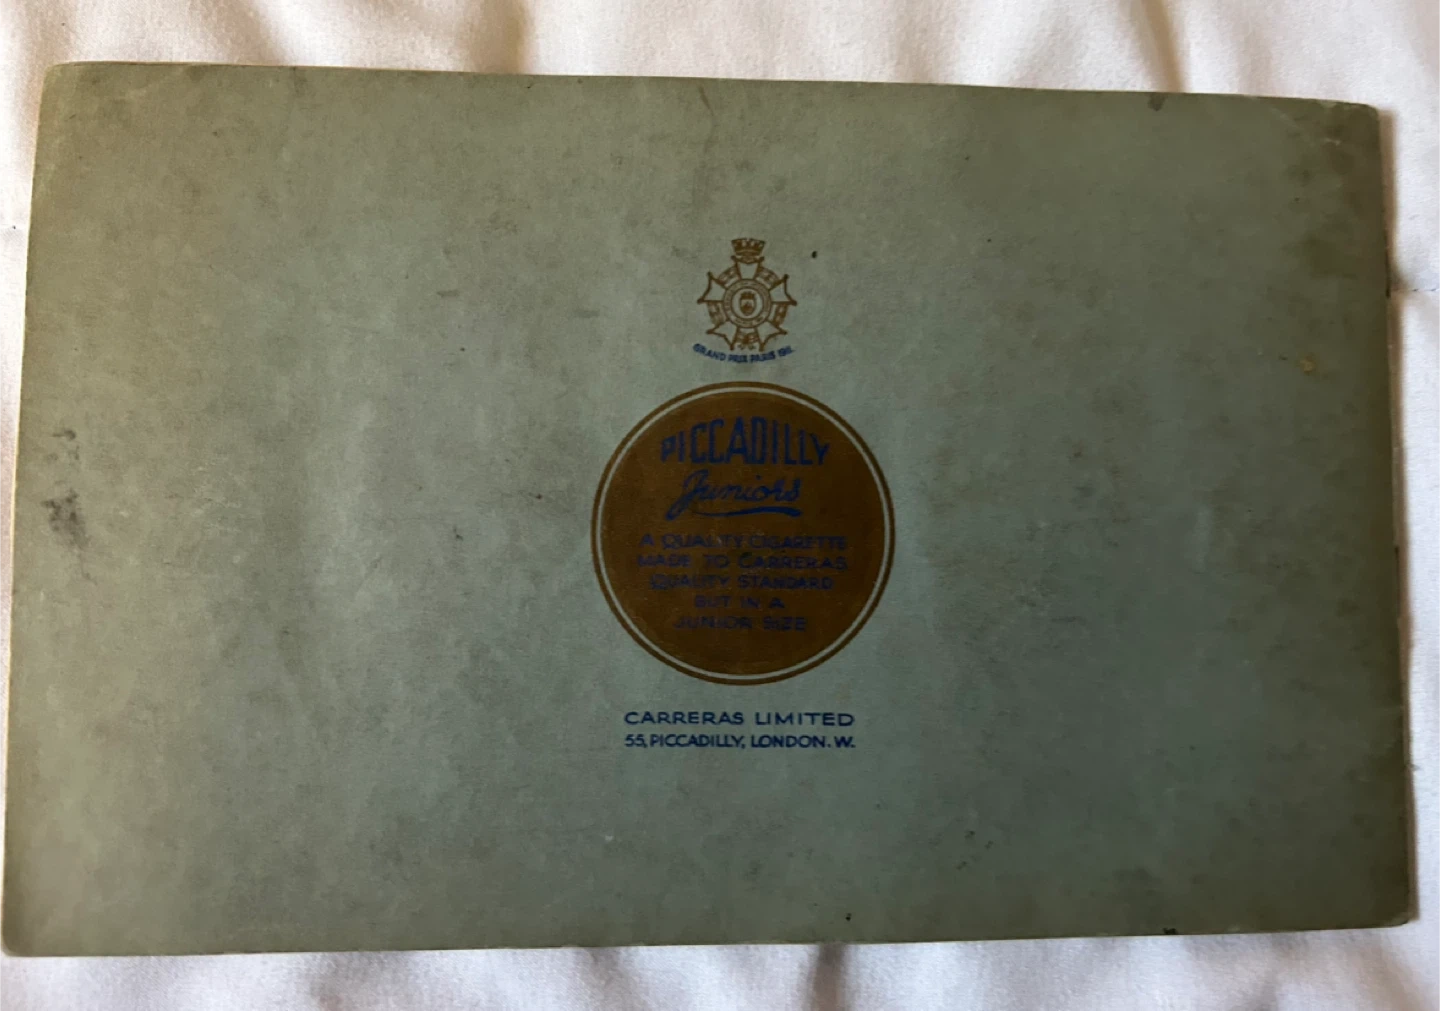 GRAND PRIX PARIS 1911.
PICCADILLY
Juniors
A QUALITY CIGARETTE
MADE TO CARRERAS
QUALITY STANDARD
BUT IN A
JUNIOR SIZE
CARRERAS LIMITED
55, PICCADILLY, LONDON. W.